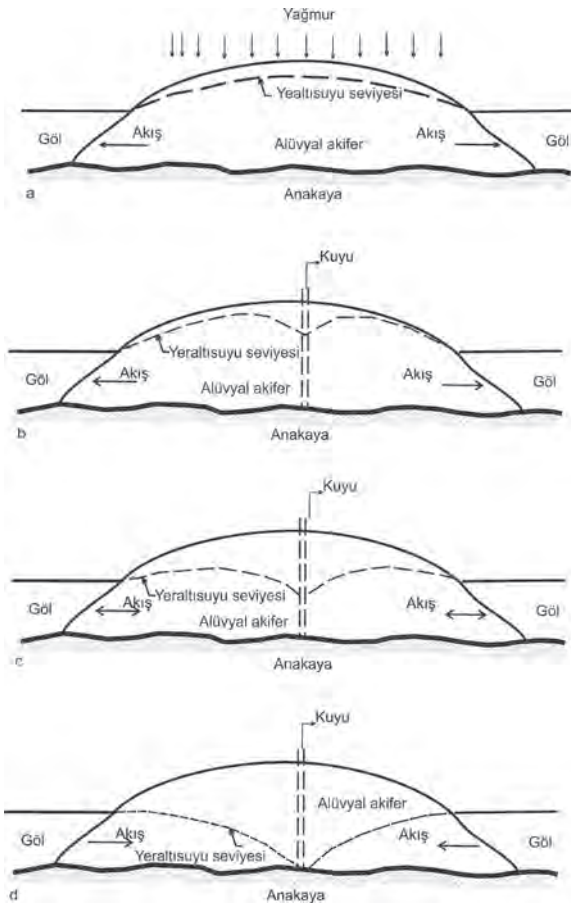 Yağmur
Yealtısuyu seviyesi
Göl Akış Alüvyal akifer Akış Göl
a Anakaya
Kuyu
Yeraltısuyu seviyesi
Göl Akış Alüvyal akifer Akış Göl
b Anakaya
Kuyu
Yeraltısuyu seviyesi
Göl Akış Alüvyal akifer Akış Göl
c Anakaya
Kuyu
Alüvyal akifer
Göl Akış Yeraltısuyu seviyesi Akış Göl
d Anakaya